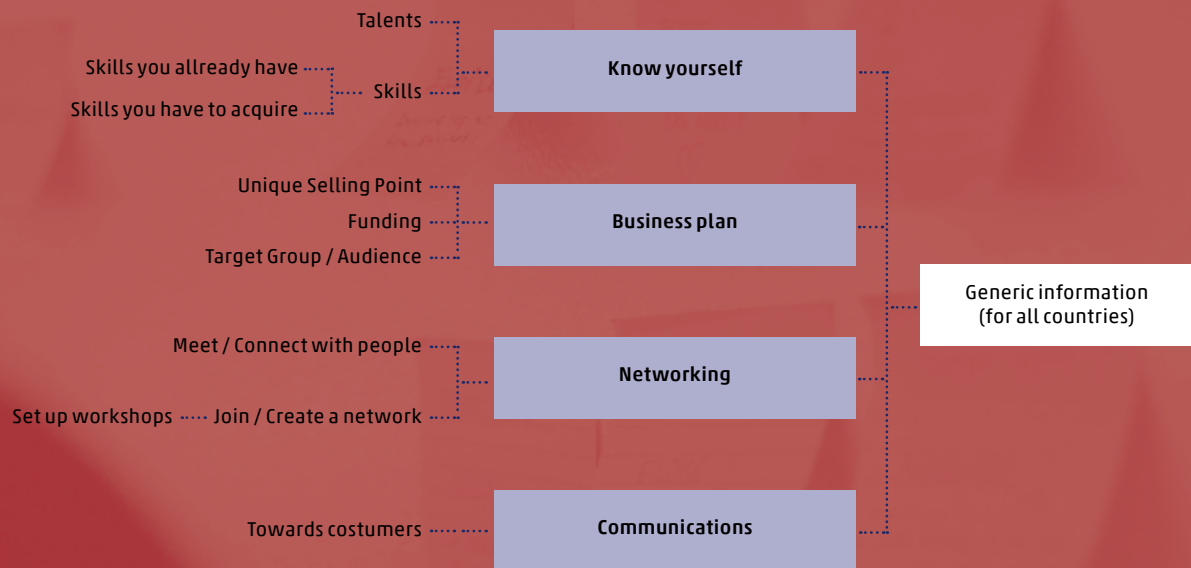 Talents
Skills you allready have
Skills
Skills you have to acquire
Know yourself
Unique Selling Point
Funding
Target Group / Audience
Business plan
Generic information
(for all countries)
Meet / Connect with people
Set up workshops
Join / Create a network
Networking
Towards costumers
Communications